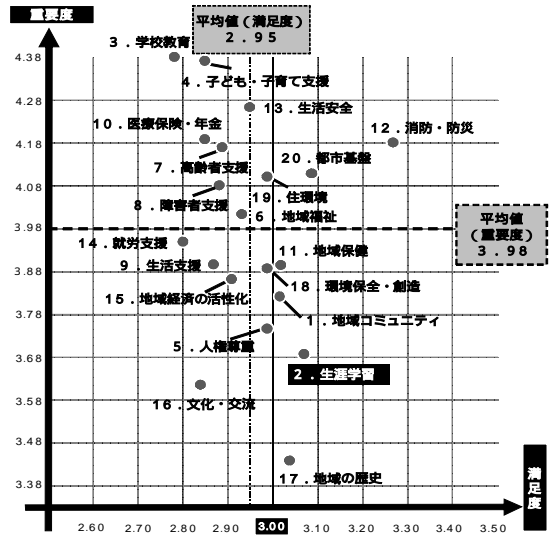 重要度
平均値（満足度）
２．９５
３．学校教育
4.38
４．子ども・子育て支援
4.28
１３．生活安全
１０．医療保険・年金
１２．消防・防災
4.18
２０．都市基盤
７．高齢者支援
4.08
１９．住環境
８．障害者支援
６．地域福祉
平均値
（重要度）
３．９８
3.98
１４．就労支援
１１．地域保健
９．生活支援
3.88
１８．環境保全・創造
１５．地域経済の活性化
3.78
１．地域コミュニティ
５．人権尊重
3.68
２．生涯学習
3.58
１６．文化・交流
3.48
１７．地域の歴史
満足度
3.38
2.60 2.70 2.80 2.90 3.00 3.10 3.20 3.30 3.40 3.50